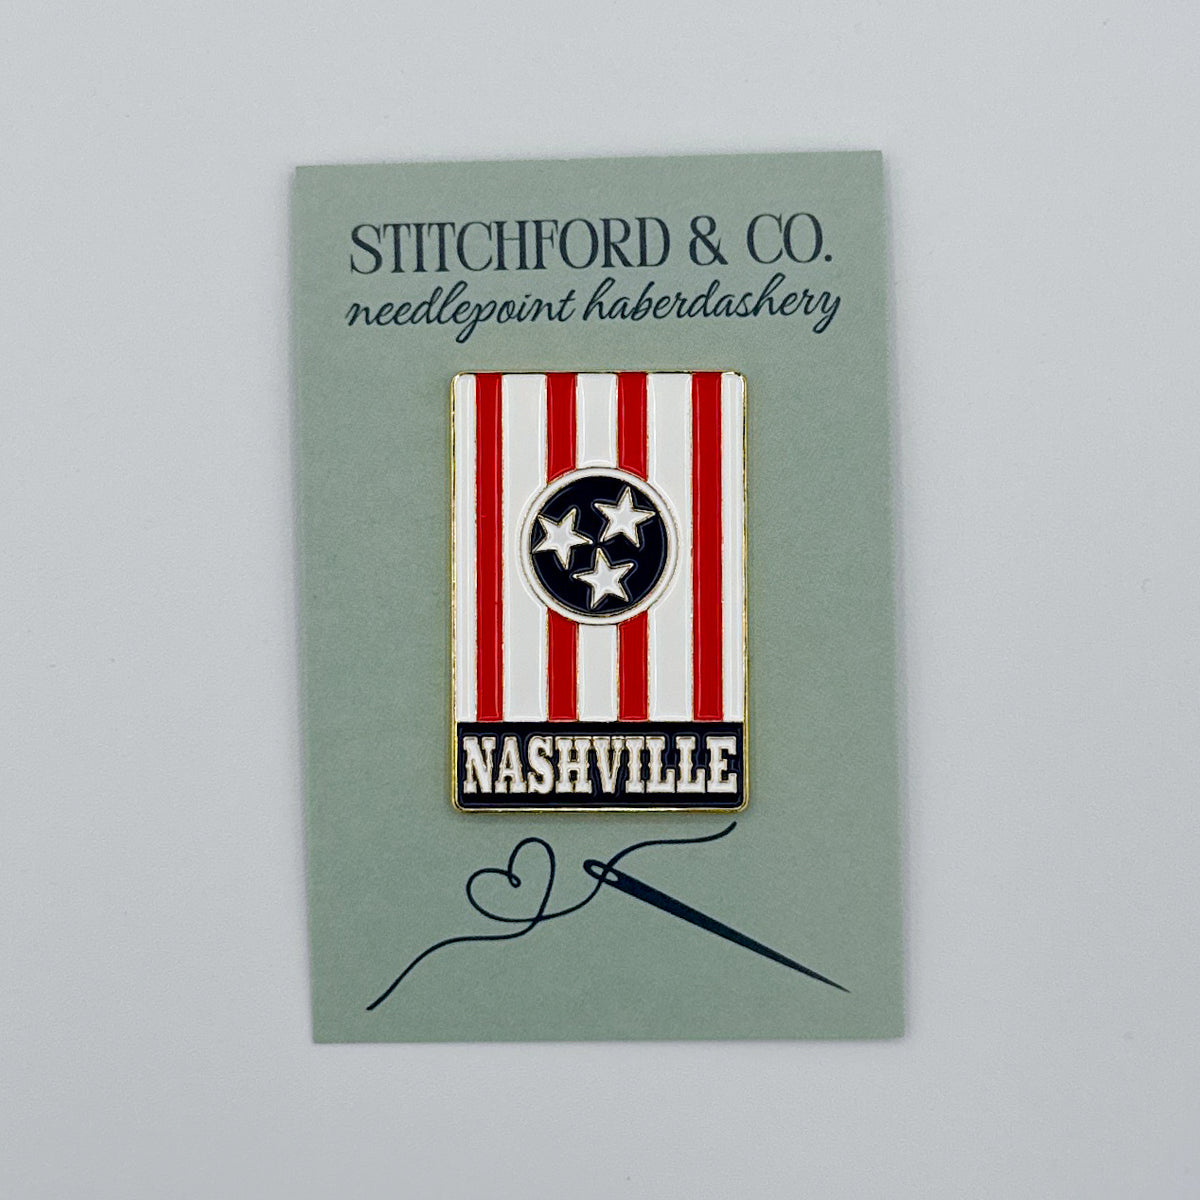 STITCHFORD & CO.
needlepoint haberdashery
NASHVILLE